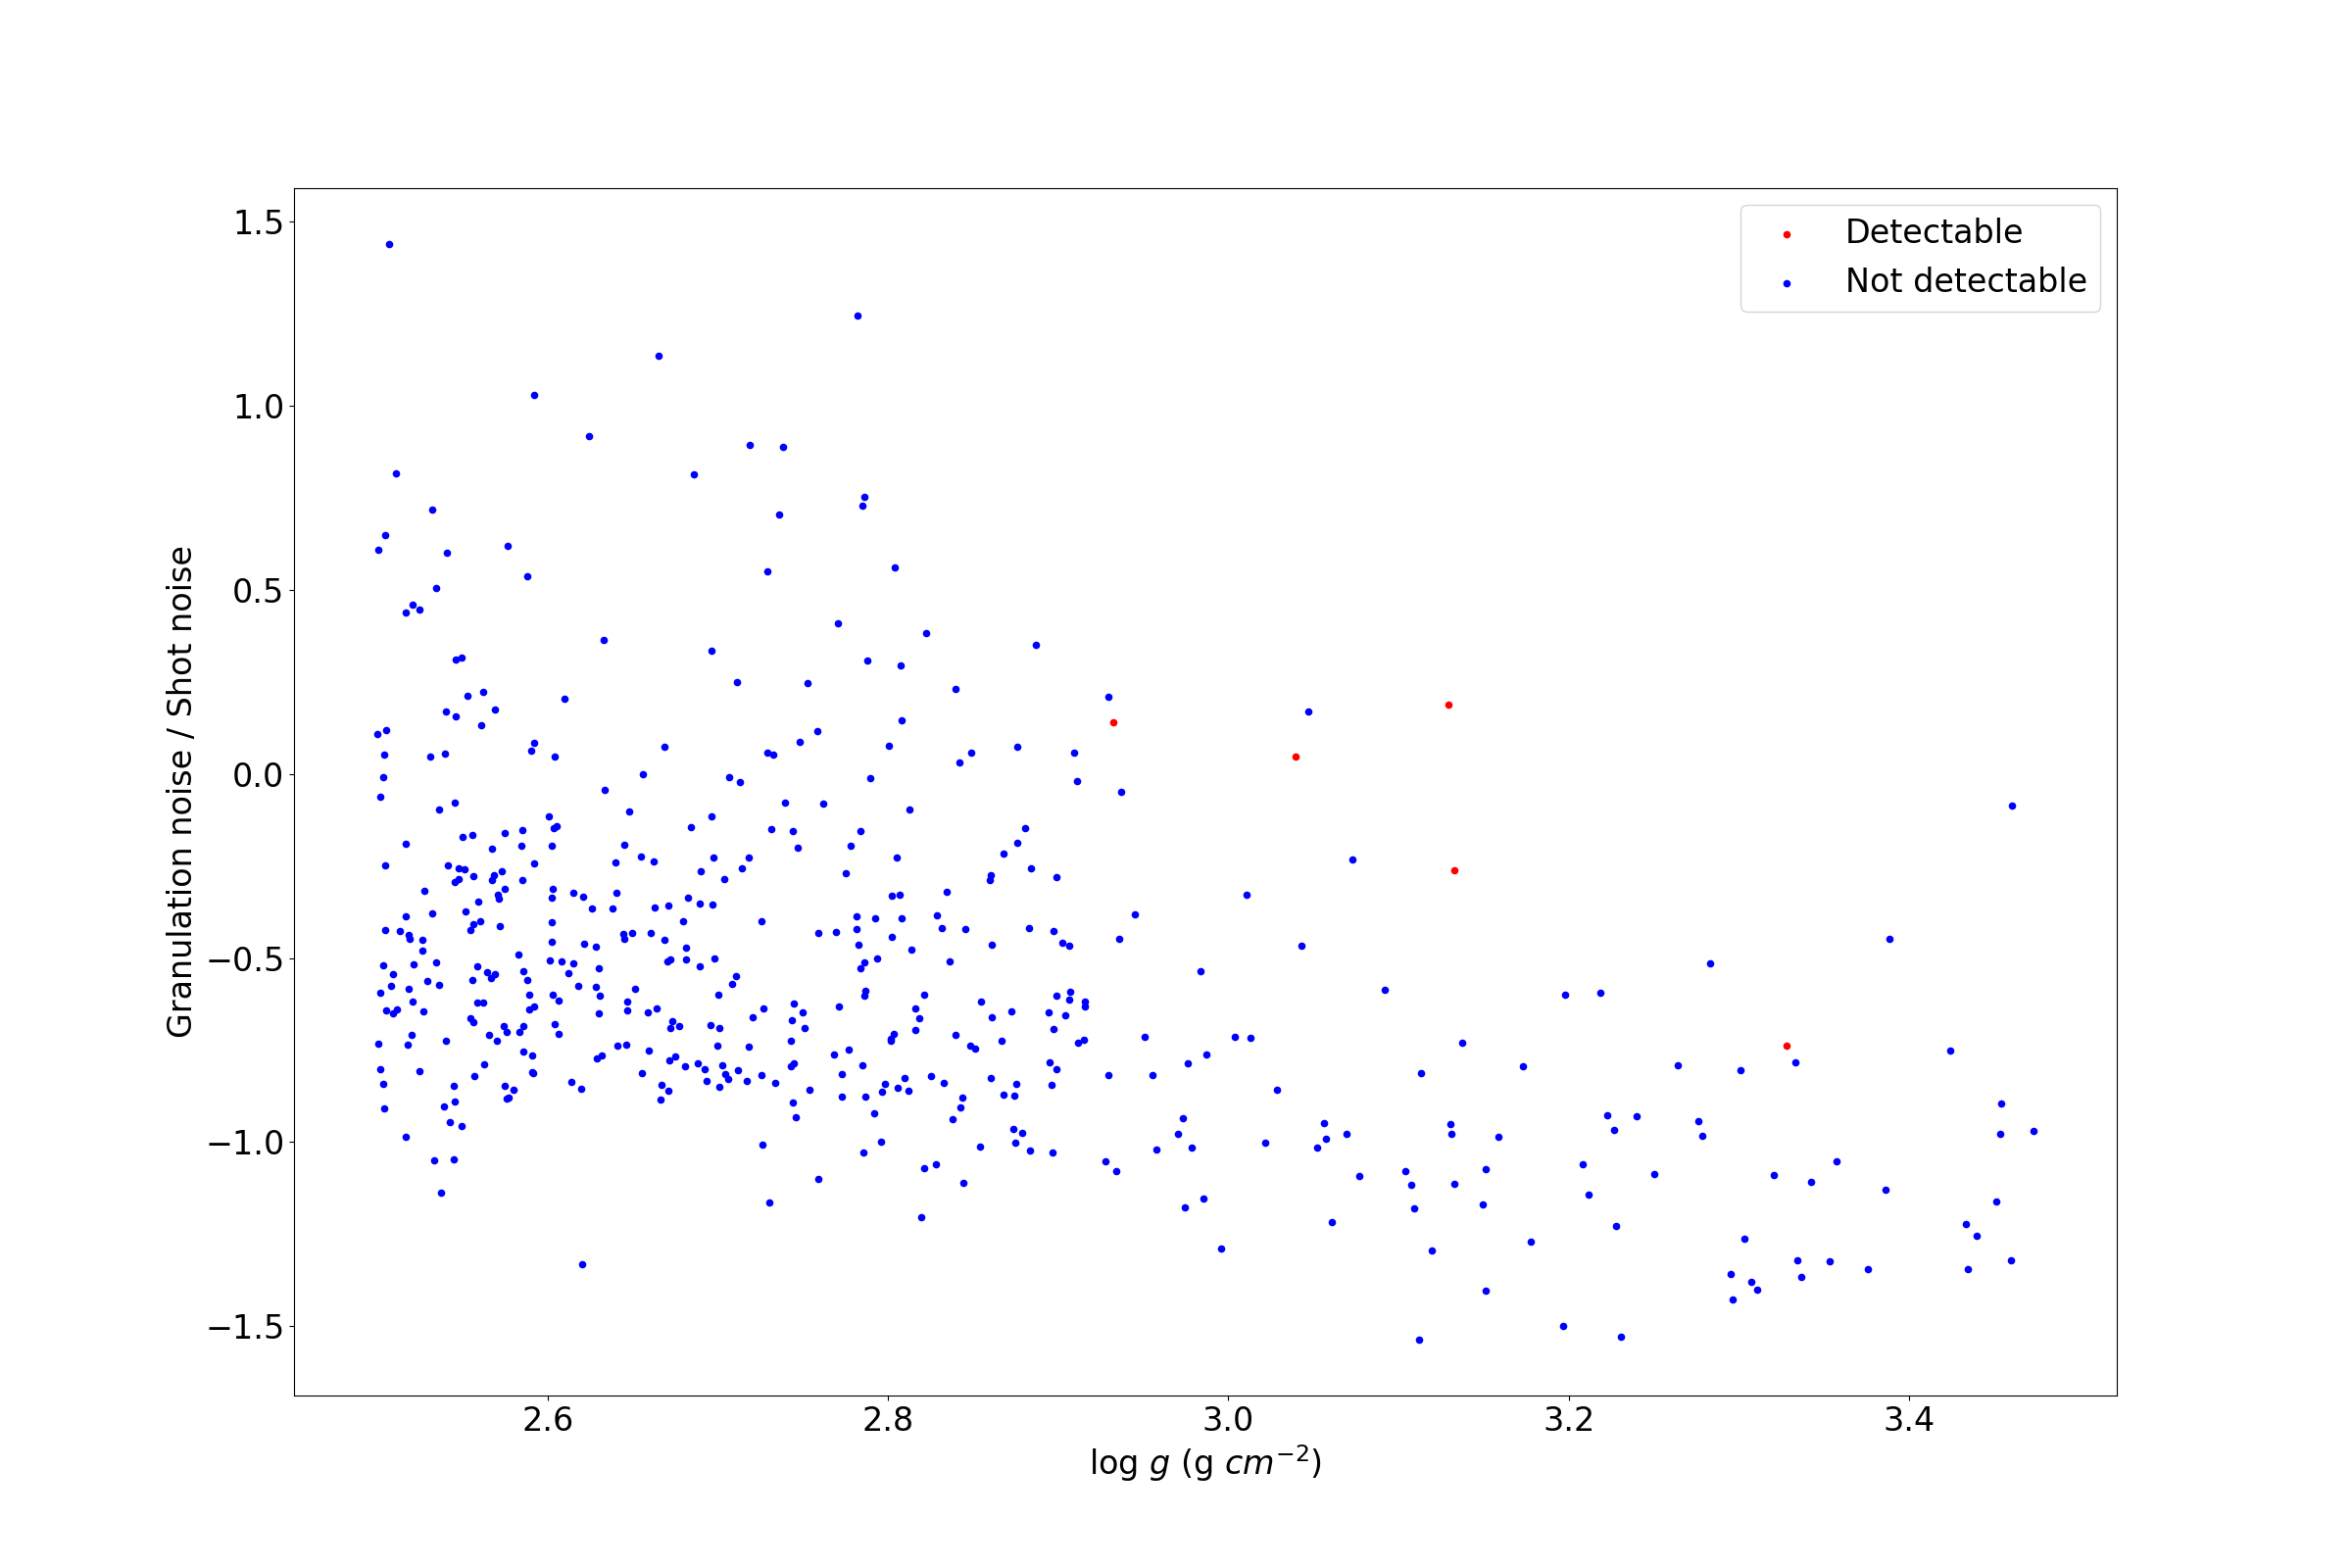 Detectable
Not detectable
1.5
1.0
0.5
0.0
−0.5
−1.0
−1.5
Granulation noise / Shot noise
2.6 2.8 3.0 3.2 3.4
log g (g cm⁻²)